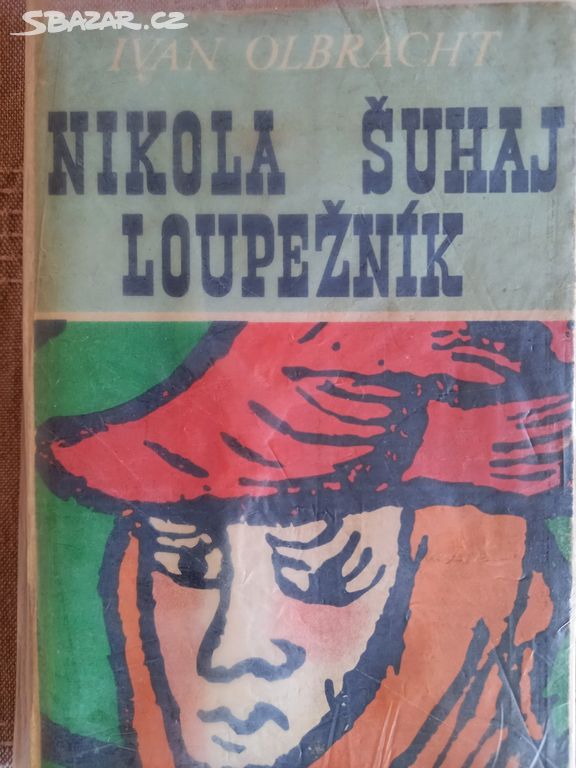 SBAZAR.CZ
IVAN OLBRACHT
NIKOLA ŠUHAJ
LOUPEŽNÍK